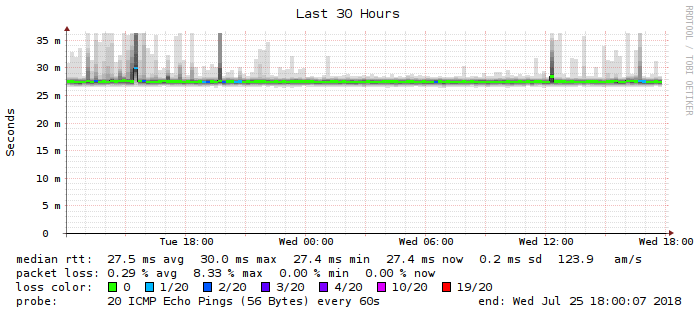 Last 30 Hours
RRDTOOL / TOBI OETIKER
Seconds
35 m
30 m
25 m
20 m
15 m
10 m
5 m
0
Tue 18:00 Wed 00:00 Wed 06:00 Wed 12:00 Wed 18:00
median rtt: 27.5 ms avg 30.0 ms max 27.4 ms min 27.4 ms now 0.2 ms sd 123.9 am/s
packet loss: 0.29 % avg 8.33 % max 0.00 % min 0.00 % now
loss color: 0 1/20 2/20 3/20 4/20 10/20 19/20
probe: 20 ICMP Echo Pings (56 Bytes) every 60s end: Wed Jul 25 18:00:07 2018